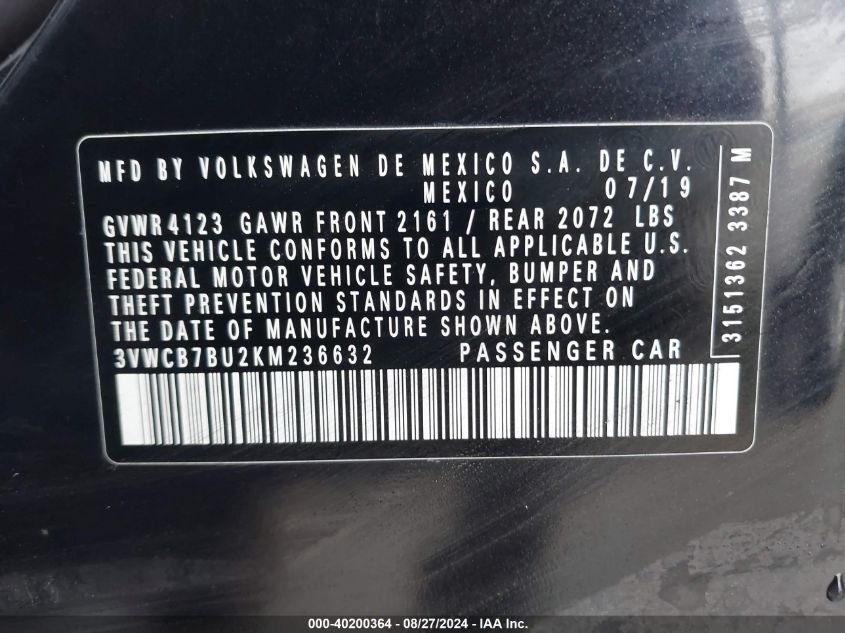 MFD BY VOLKSWAGEN DE MEXICO S.A. DE C.V.
MEXICO 07/19
GVWR 4123 GAWR FRONT 2161 / REAR 2072 LBS
THIS VEHICLE CONFORMS TO ALL APPLICABLE U.S.
FEDERAL MOTOR VEHICLE SAFETY, BUMPER AND
THEFT PREVENTION STANDARDS IN EFFECT ON
THE DATE OF MANUFACTURE SHOWN ABOVE.
3VWCB7BU2KM236632 PASSENGER CAR
3151362 3387 M
000-40200364 - 08/27/2024 - IAA Inc.